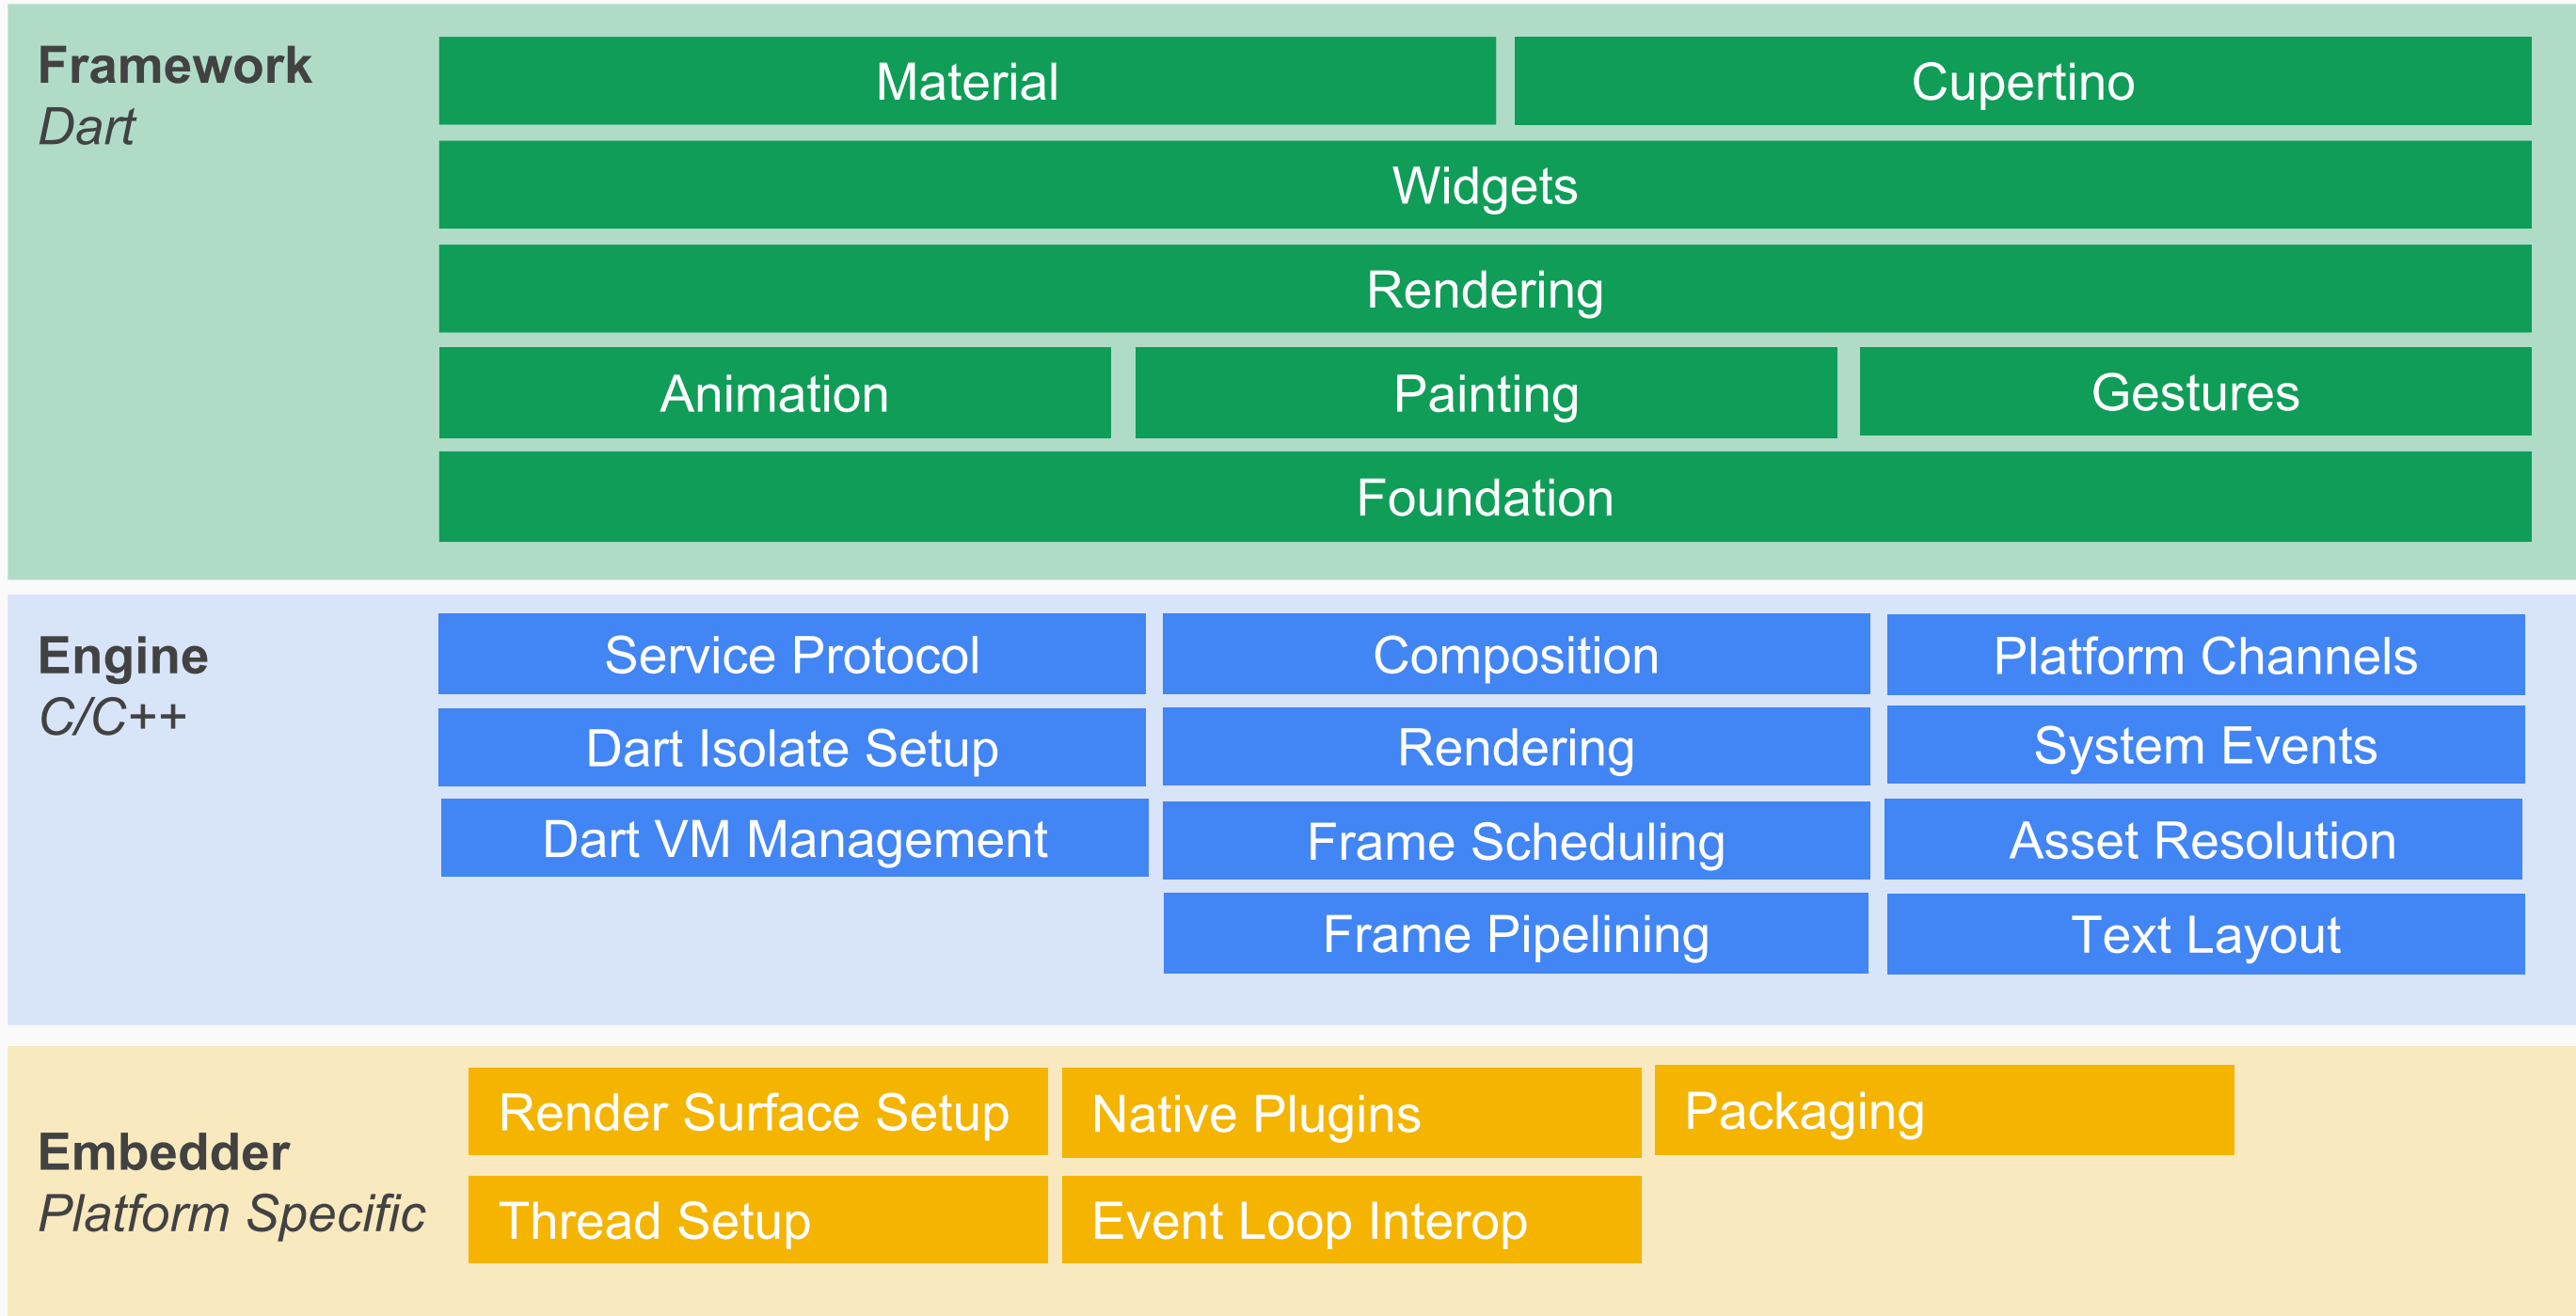 Framework
Dart
Material
Cupertino
Widgets
Rendering
Animation
Painting
Gestures
Foundation
Engine
C/C++
Service Protocol
Composition
Platform Channels
Dart Isolate Setup
Rendering
System Events
Dart VM Management
Frame Scheduling
Asset Resolution
Frame Pipelining
Text Layout
Embedder
Platform Specific
Render Surface Setup
Native Plugins
Packaging
Thread Setup
Event Loop Interop